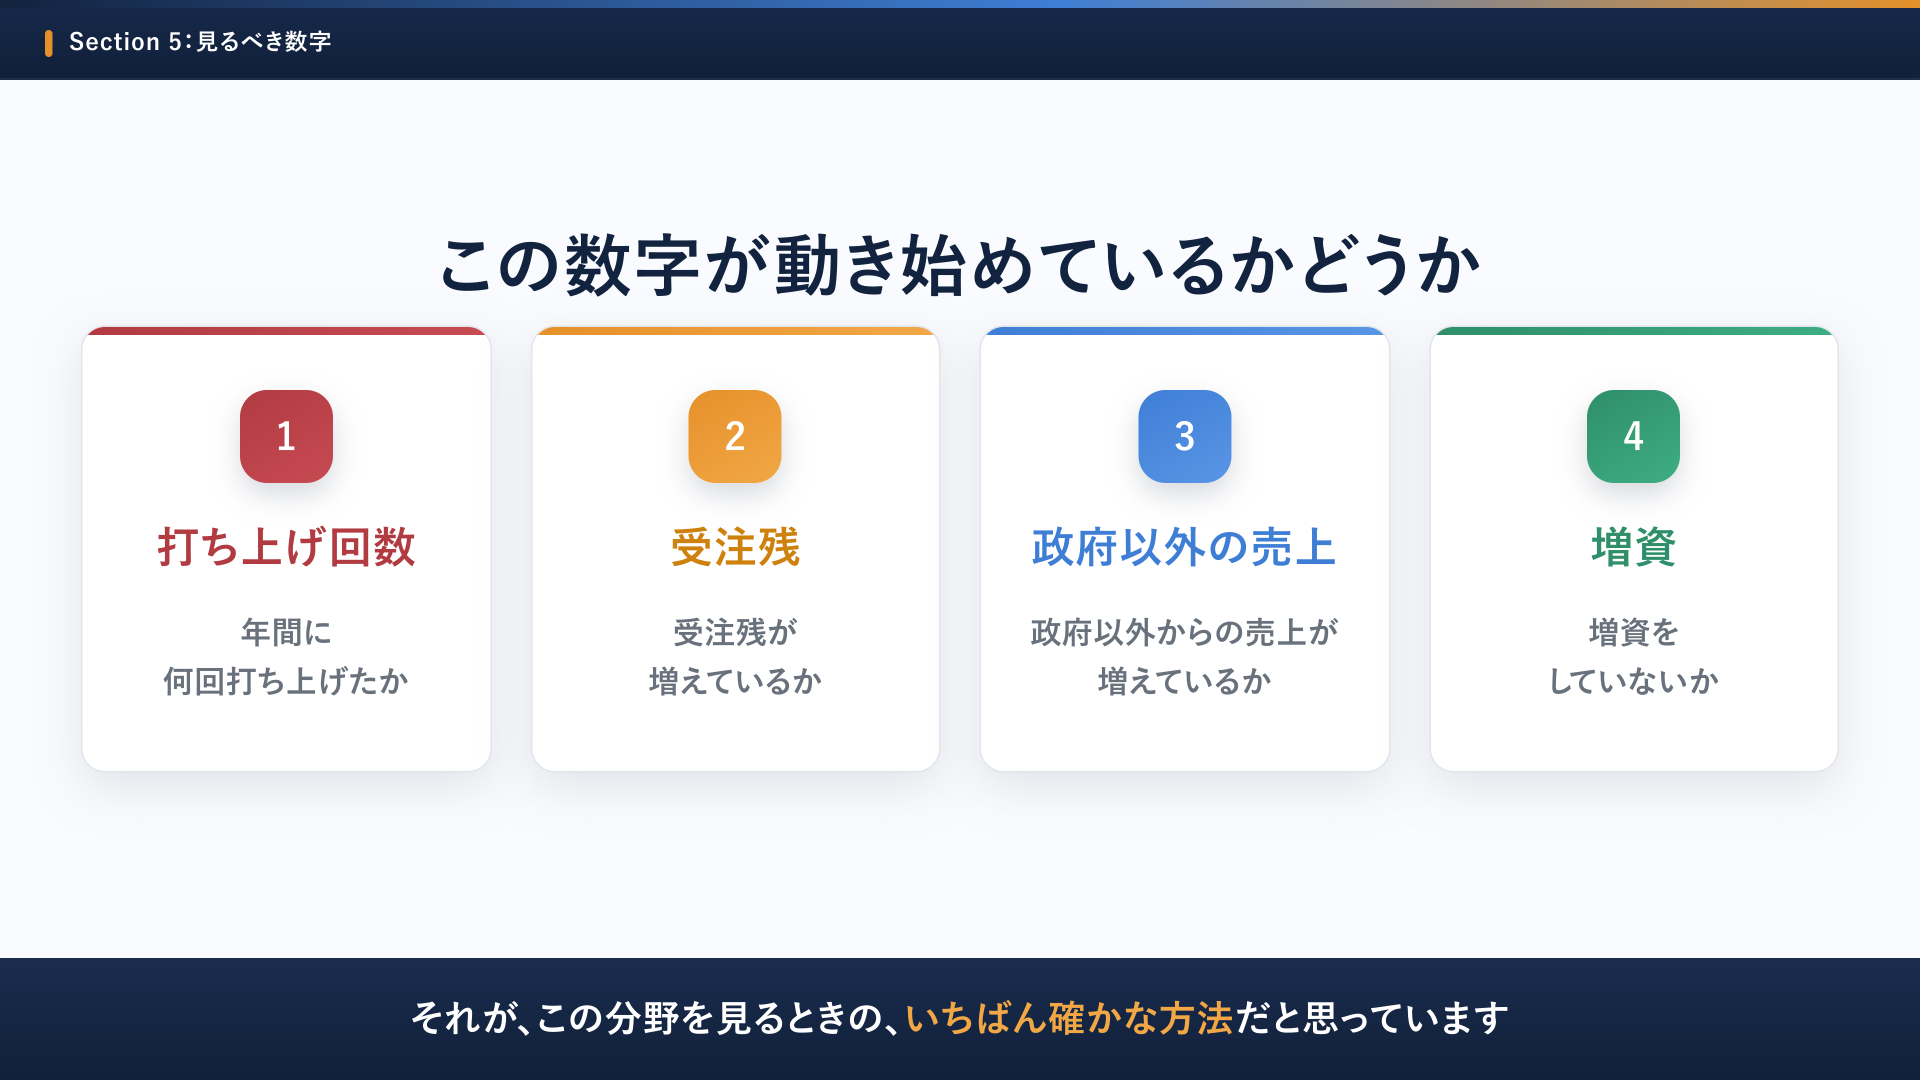 Section 5：見るべき数字
この数字が動き始めているかどうか
1
打ち上げ回数
年間に
何回打ち上げたか
2
受注残
受注残が
増えているか
3
政府以外の売上
政府以外からの売上が
増えているか
4
増資
増資を
していないか
それが、この分野を見るときの、いちばん確かな方法だと思っています